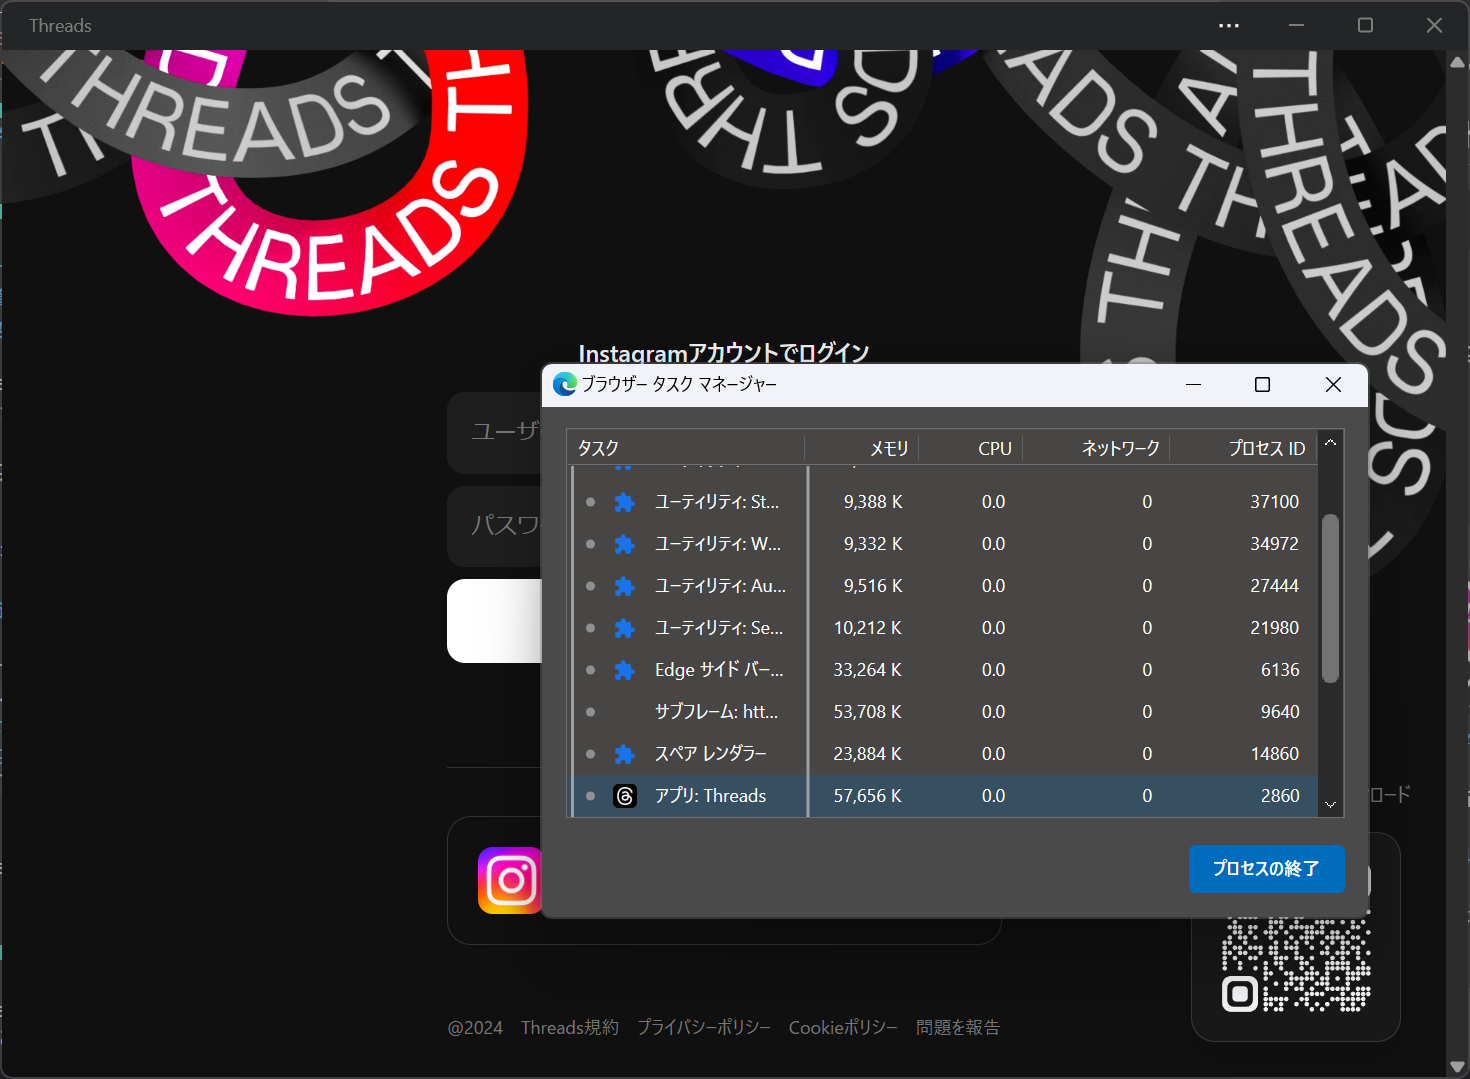 Threads
THREADS
THREADS TH
THREADS
THREADS
Instagramアカウントでログイン
ブラウザー タスク マネージャー
タスク メモリ CPU ネットワーク プロセス ID
ユーティリティ: St... 9,388 K 0.0 0 37100
ユーティリティ: W... 9,332 K 0.0 0 34972
ユーティリティ: Au... 9,516 K 0.0 0 27444
ユーティリティ: Se... 10,212 K 0.0 0 21980
Edge サイド バー... 33,264 K 0.0 0 6136
サブフレーム: htt... 53,708 K 0.0 0 9640
スペア レンダラー 23,884 K 0.0 0 14860
アプリ: Threads 57,656 K 0.0 0 2860
プロセスの終了
@2024 Threads規約 プライバシーポリシー Cookieポリシー 問題を報告